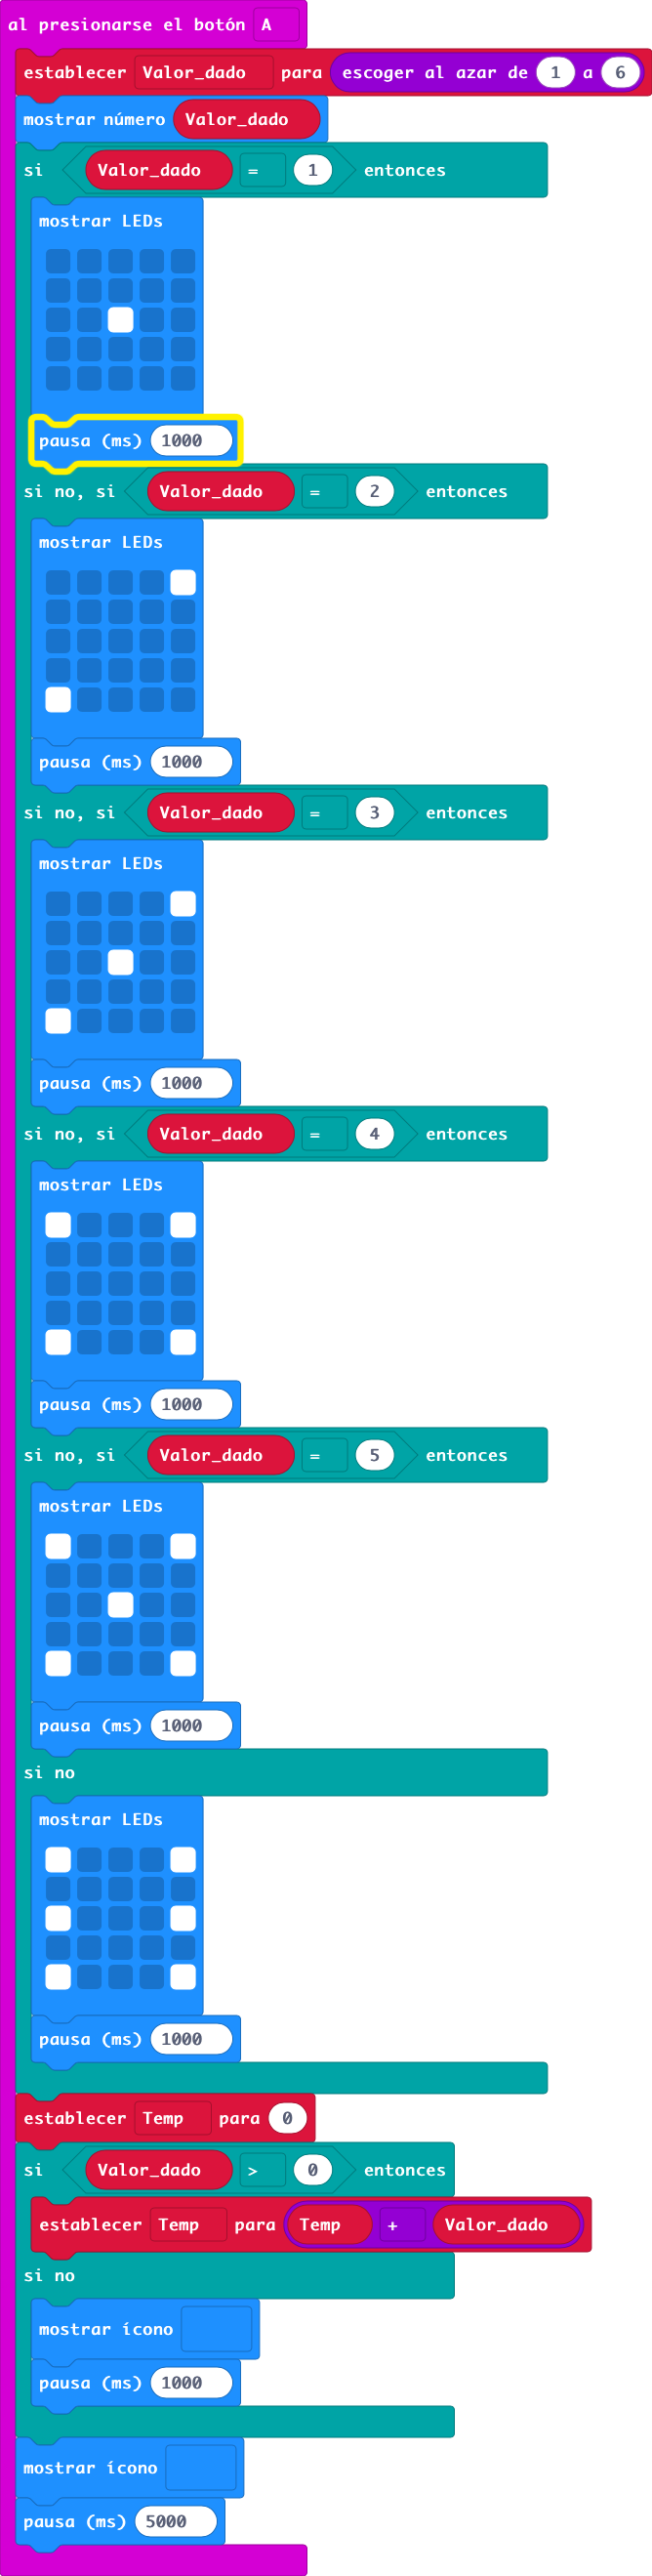 al presionarse el botón A
establecer Valor_dado para escoger al azar de 1 a 6
mostrar número Valor_dado
si Valor_dado = 1 entonces
mostrar LEDs
pausa (ms) 1000
si no, si Valor_dado = 2 entonces
mostrar LEDs
pausa (ms) 1000
si no, si Valor_dado = 3 entonces
mostrar LEDs
pausa (ms) 1000
si no, si Valor_dado = 4 entonces
mostrar LEDs
pausa (ms) 1000
si no, si Valor_dado = 5 entonces
mostrar LEDs
pausa (ms) 1000
si no
mostrar LEDs
pausa (ms) 1000
establecer Temp para 0
si Valor_dado > 0 entonces
establecer Temp para Temp + Valor_dado
si no
mostrar ícono
pausa (ms) 1000
mostrar ícono
pausa (ms) 5000